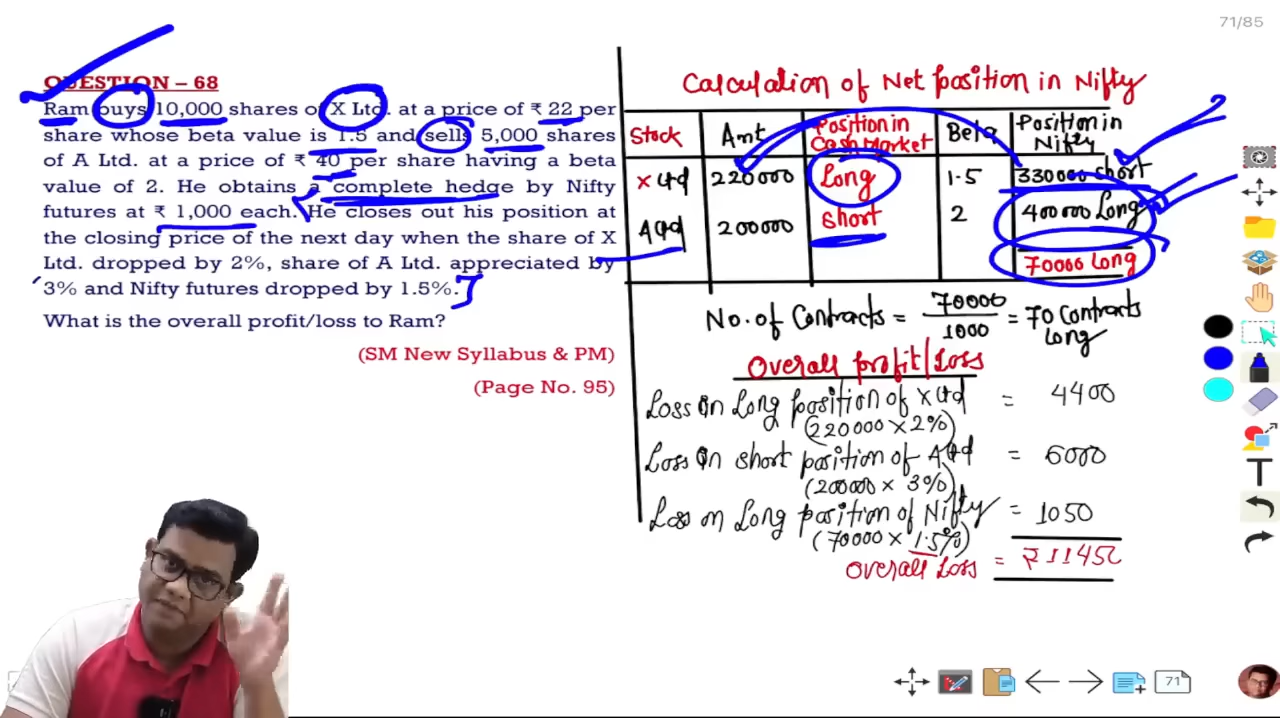 71/85
QUESTION – 68
Ram buys 10,000 shares of X Ltd. at a price of ₹ 22 per
share whose beta value is 1.5 and sells 5,000 shares
of A Ltd. at a price of ₹ 40 per share having a beta
value of 2. He obtains a complete hedge by Nifty
futures at ₹ 1,000 each. He closes out his position at
the closing price of the next day when the share of X
Ltd. dropped by 2%, share of A Ltd. appreciated by
3% and Nifty futures dropped by 1.5%.
What is the overall profit/loss to Ram?
(SM New Syllabus & PM)
(Page No. 95)
Calculation of Net position in Nifty
Stock Amt Position in Cash Market Beta Position in Nifty
X Ltd 220000 Long 1.5 330000 short
A Ltd 200000 short 2 400000 Long
70000 Long
No. of Contracts = 70000/1000 = 70 Contracts Long
Overall profit/Loss
Loss on Long position of X Ltd = 4400
(220000 × 2%)
Loss on short position of A Ltd = 6000
(200000 × 3%)
Loss on Long position of Nifty = 1050
(70000 × 1.5%)
Overall Loss = ₹ 11450
T
71